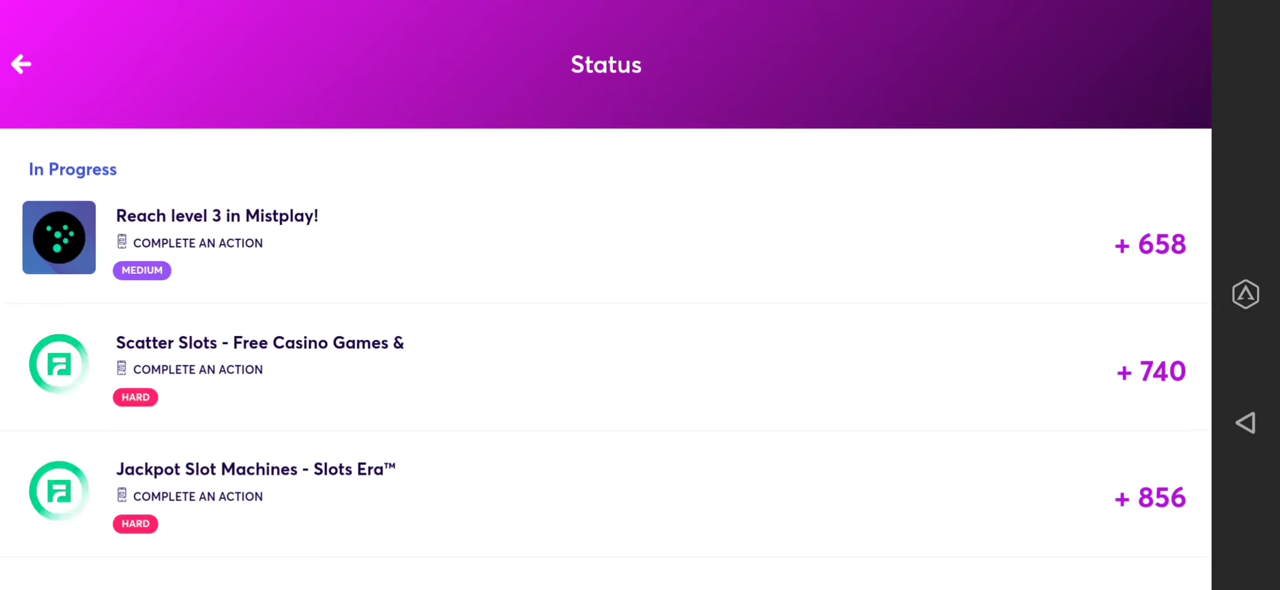 Status
In Progress
Reach level 3 in Mistplay!
COMPLETE AN ACTION
MEDIUM
+ 658
Scatter Slots - Free Casino Games &
COMPLETE AN ACTION
HARD
+ 740
Jackpot Slot Machines - Slots Era™
COMPLETE AN ACTION
HARD
+ 856